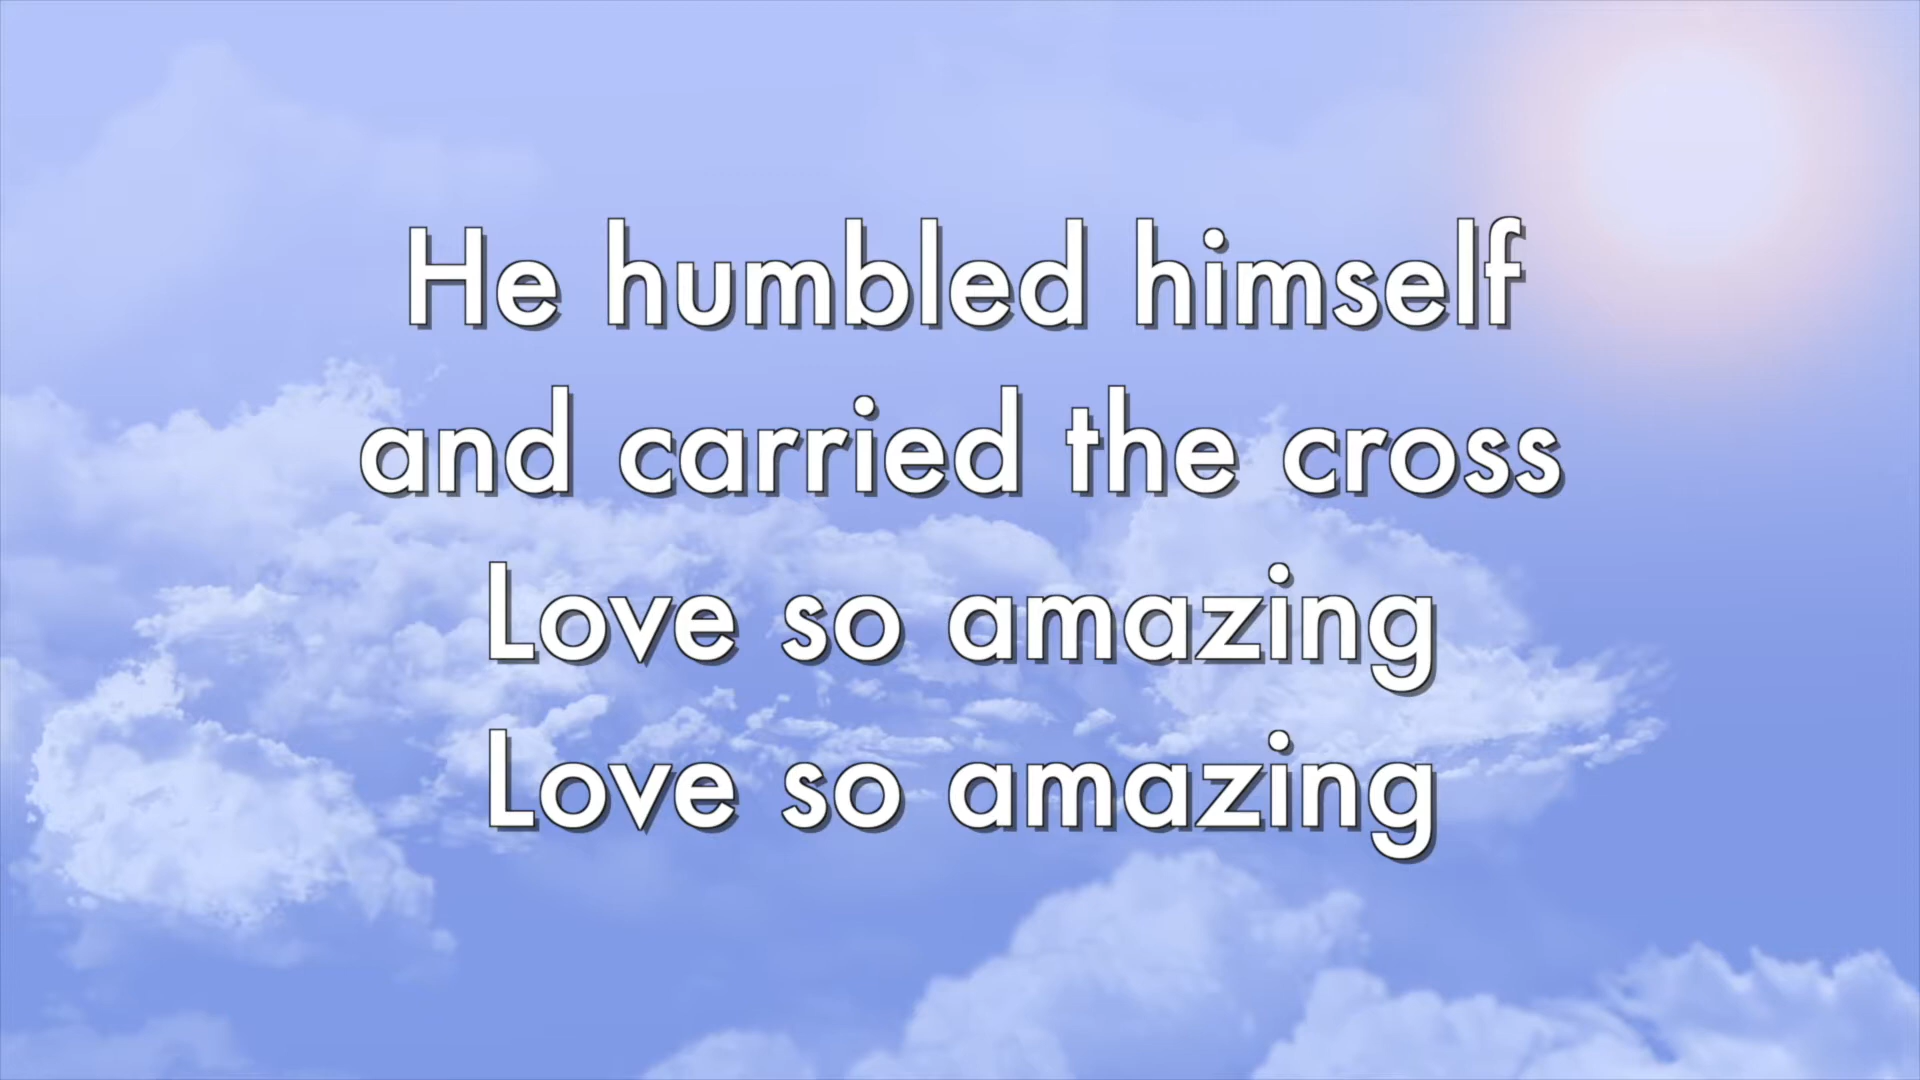 He humbled himself
and carried the cross
Love so amazing
Love so amazing